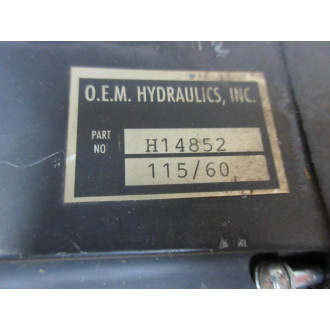 O.E.M. HYDRAULICS, INC.
PART NO H14852
115/60